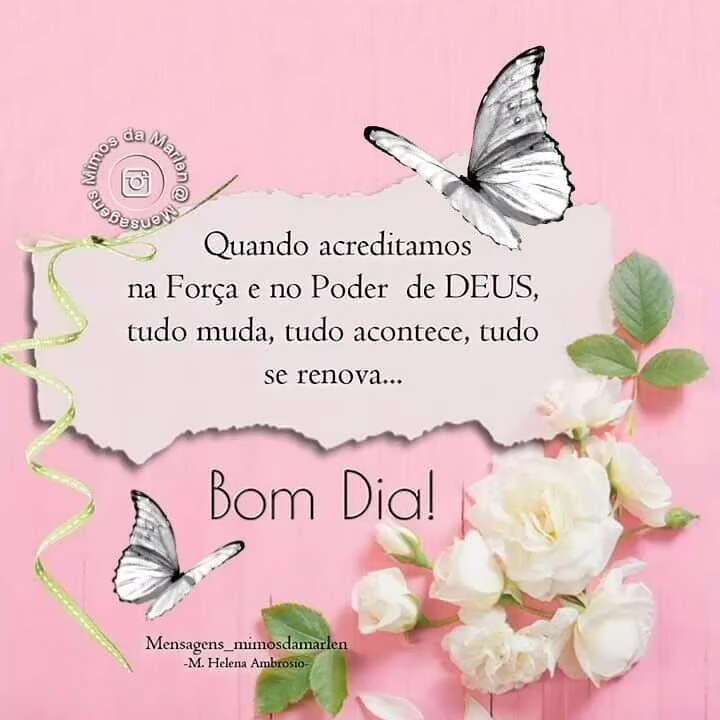 Mensagens Mimos da Marlen @
Quando acreditamos
na Força e no Poder de DEUS,
tudo muda, tudo acontece, tudo
se renova...
Bom Dia!
Mensagens_mimosdamarlen
-M. Helena Ambrosio-